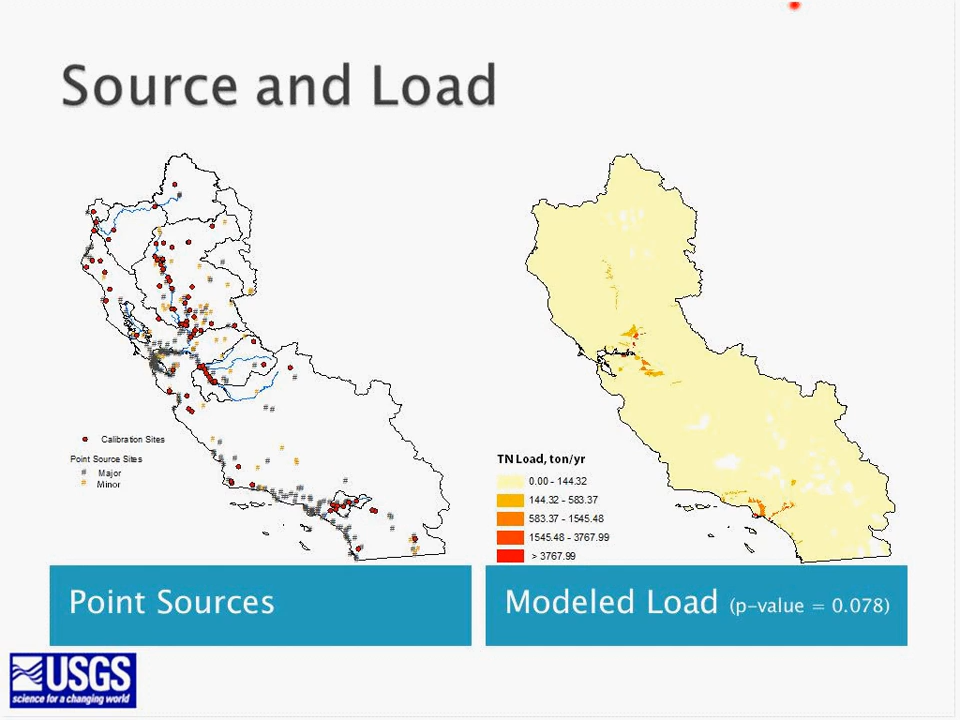 Source and Load
Calibration Sites
Point Source Sites
# Major
# Minor
TN Load, ton/yr
0.00 - 144.32
144.32 - 583.37
583.37 - 1545.48
1545.48 - 3767.99
> 3767.99
Point Sources
Modeled Load (p-value = 0.078)
USGS
science for a changing world